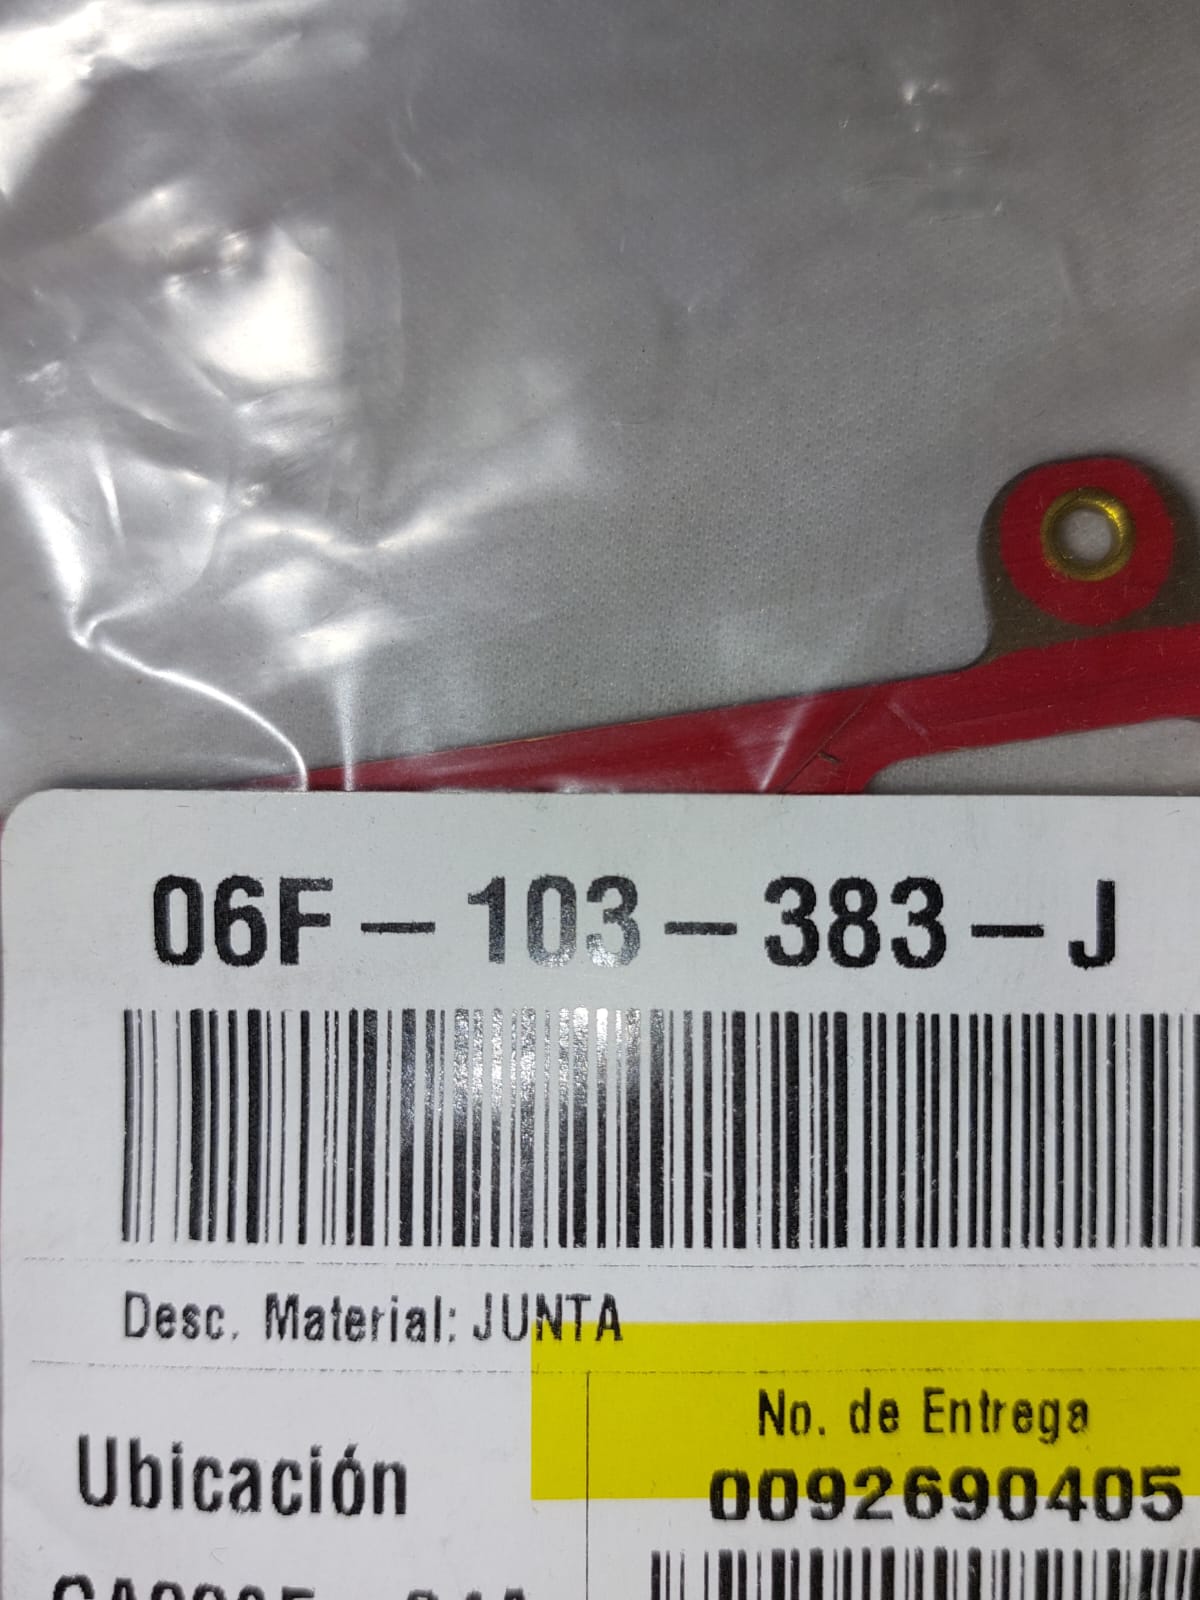 06F-103-383-J
Desc. Material: JUNTA
No. de Entrega
Ubicación
0092690405